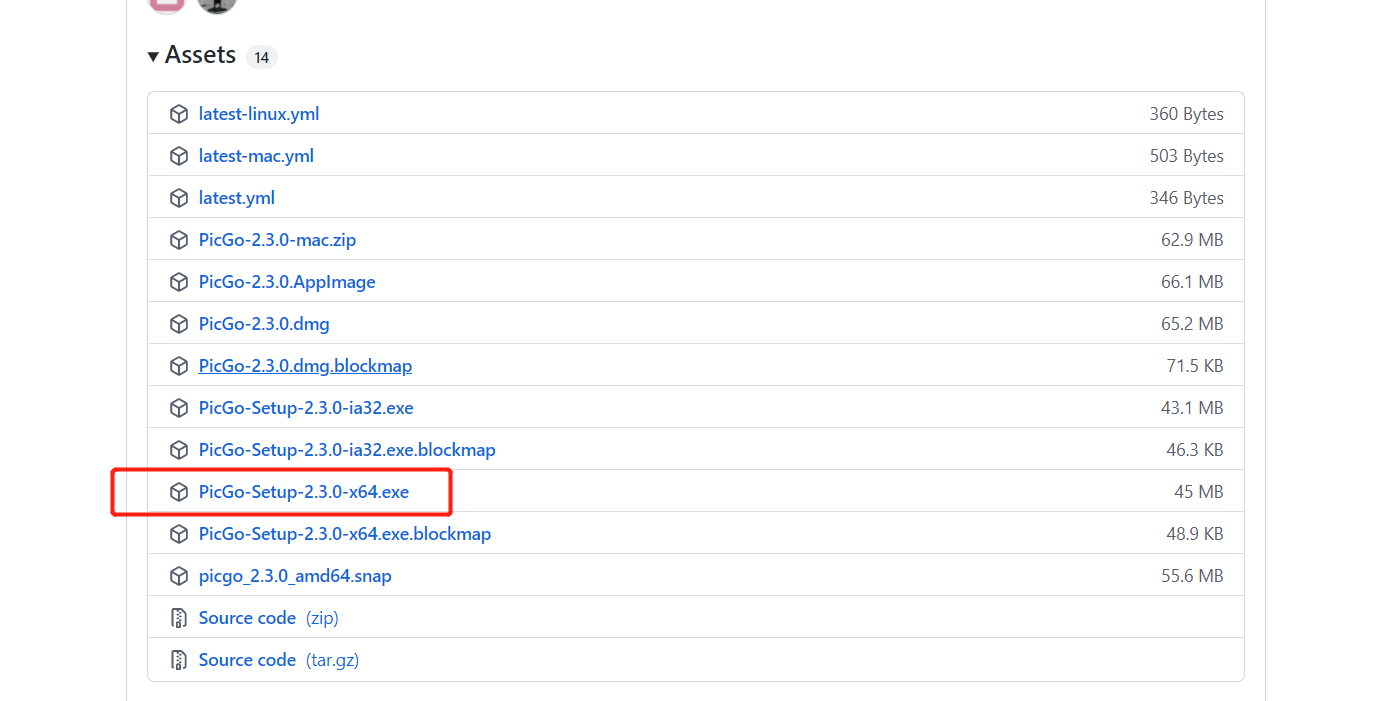 Assets 14
latest-linux.yml 360 Bytes
latest-mac.yml 503 Bytes
latest.yml 346 Bytes
PicGo-2.3.0-mac.zip 62.9 MB
PicGo-2.3.0.AppImage 66.1 MB
PicGo-2.3.0.dmg 65.2 MB
PicGo-2.3.0.dmg.blockmap 71.5 KB
PicGo-Setup-2.3.0-ia32.exe 43.1 MB
PicGo-Setup-2.3.0-ia32.exe.blockmap 46.3 KB
PicGo-Setup-2.3.0-x64.exe 45 MB
PicGo-Setup-2.3.0-x64.exe.blockmap 48.9 KB
picgo_2.3.0_amd64.snap 55.6 MB
Source code (zip)
Source code (tar.gz)